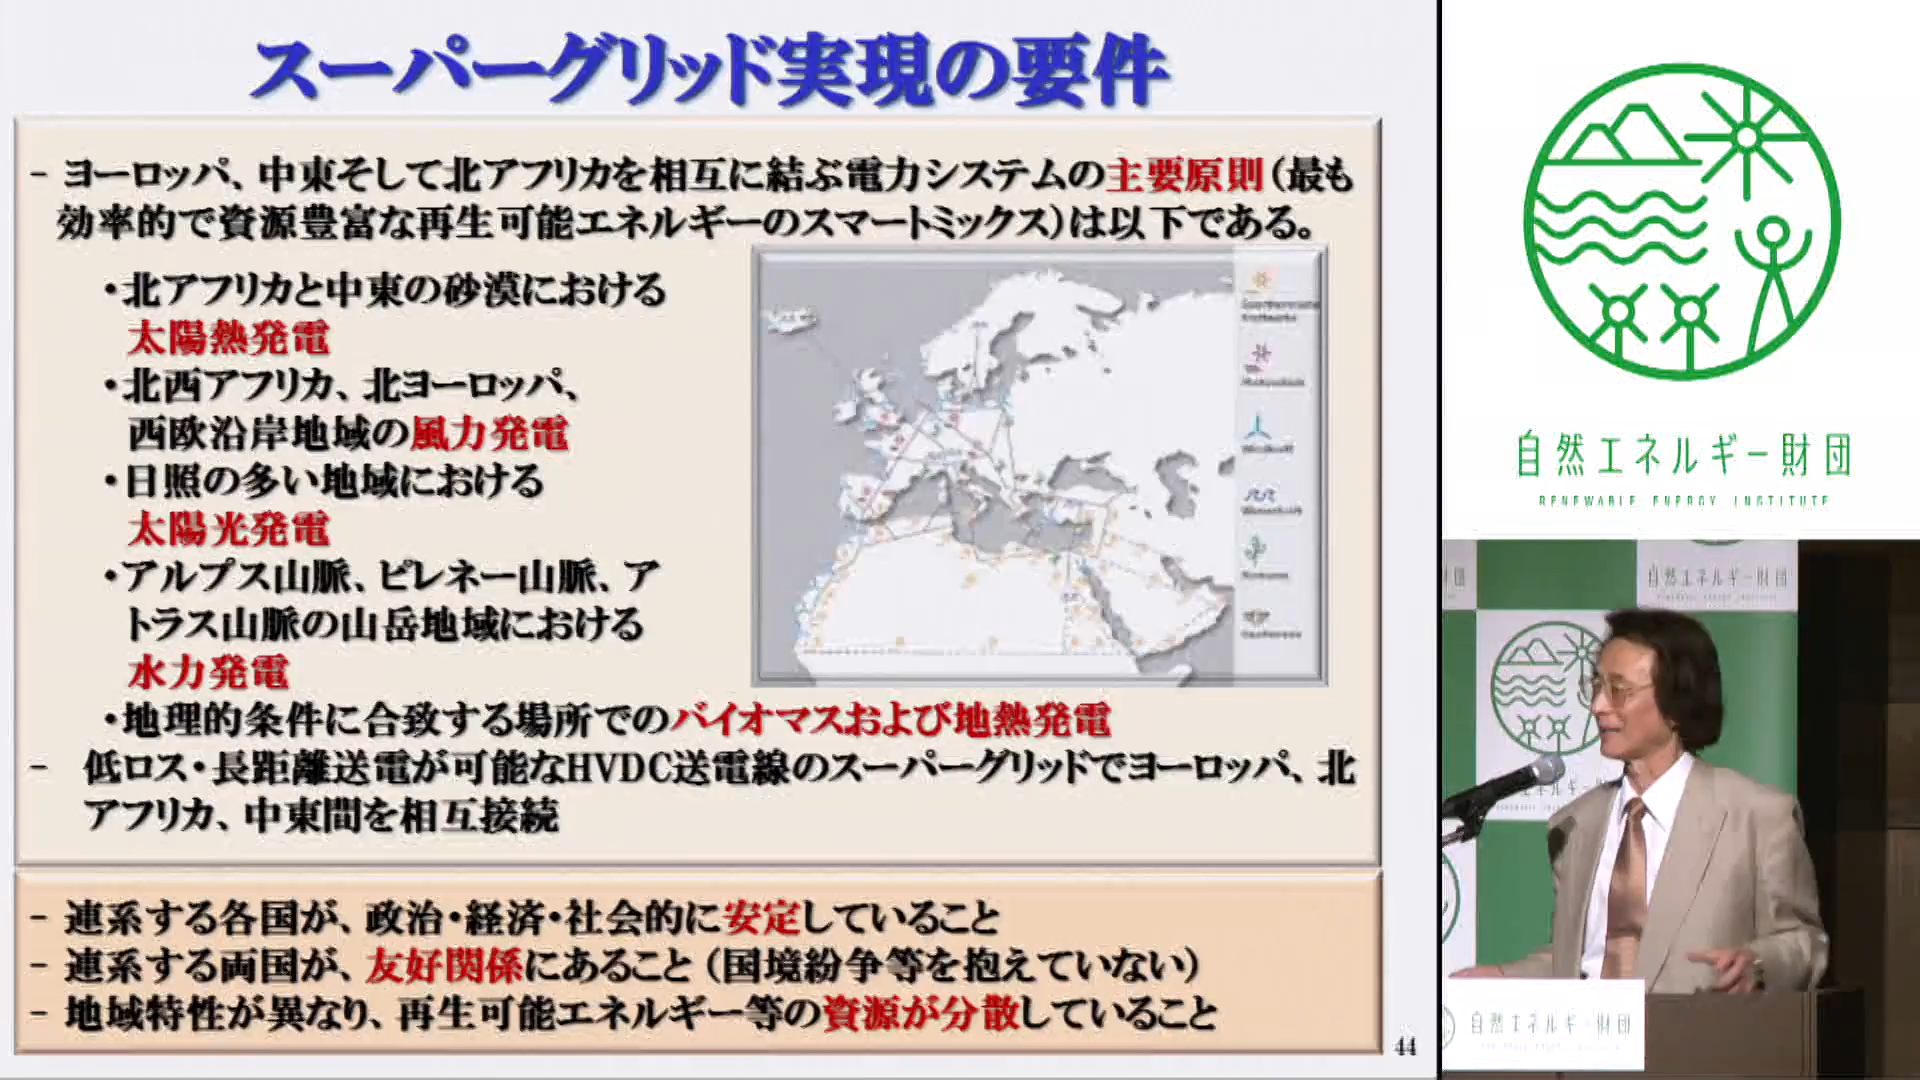 スーパーグリッド実現の要件
- ヨーロッパ、中東そして北アフリカを相互に結ぶ電力システムの主要原則（最も
効率的で資源豊富な再生可能エネルギーのスマートミックス）は以下である。
・北アフリカと中東の砂漠における
太陽熱発電
・北西アフリカ、北ヨーロッパ、
西欧沿岸地域の風力発電
・日照の多い地域における
太陽光発電
・アルプス山脈、ピレネー山脈、ア
トラス山脈の山岳地域における
水力発電
・地理的条件に合致する場所でのバイオマスおよび地熱発電
- 低ロス・長距離送電が可能なHVDC送電線のスーパーグリッドでヨーロッパ、北
アフリカ、中東間を相互接続
- 連系する各国が、政治・経済・社会的に安定していること
- 連系する両国が、友好関係にあること（国境紛争等を抱えていない）
- 地域特性が異なり、再生可能エネルギー等の資源が分散していること
44
自然エネルギー財団
RENEWABLE ENERGY INSTITUTE
自然エネルギー財団
自然エネルギー財団